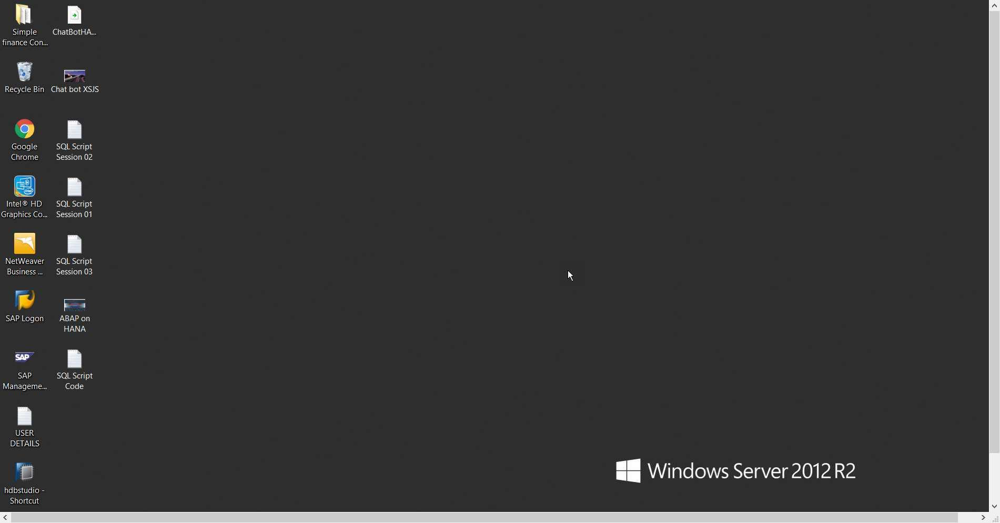 Simple
finance Con...
ChatBotHA...
Recycle Bin
Chat bot XSJS
Google
Chrome
SQL Script
Session 02
Intel® HD
Graphics Co...
SQL Script
Session 01
NetWeaver
Business ...
SQL Script
Session 03
SAP Logon
ABAP on
HANA
SAP
SAP
Manageme...
SQL Script
Code
USER
DETAILS
hdbstudio -
Shortcut
Windows Server 2012 R2